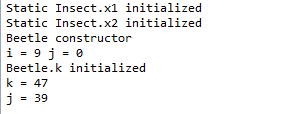 Static Insect.x1 initialized
Static Insect.x2 initialized
Beetle constructor
i = 9 j = 0
Beetle.k initialized
k = 47
j = 39